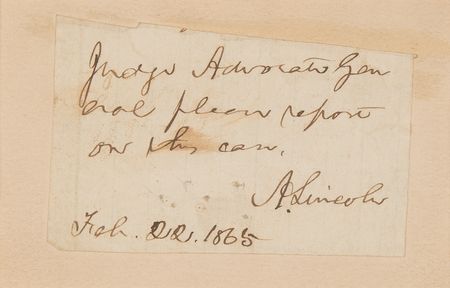 Judge Advocate Gen
eral please report
on this case.
A. Lincoln
Feb. 22. 1865